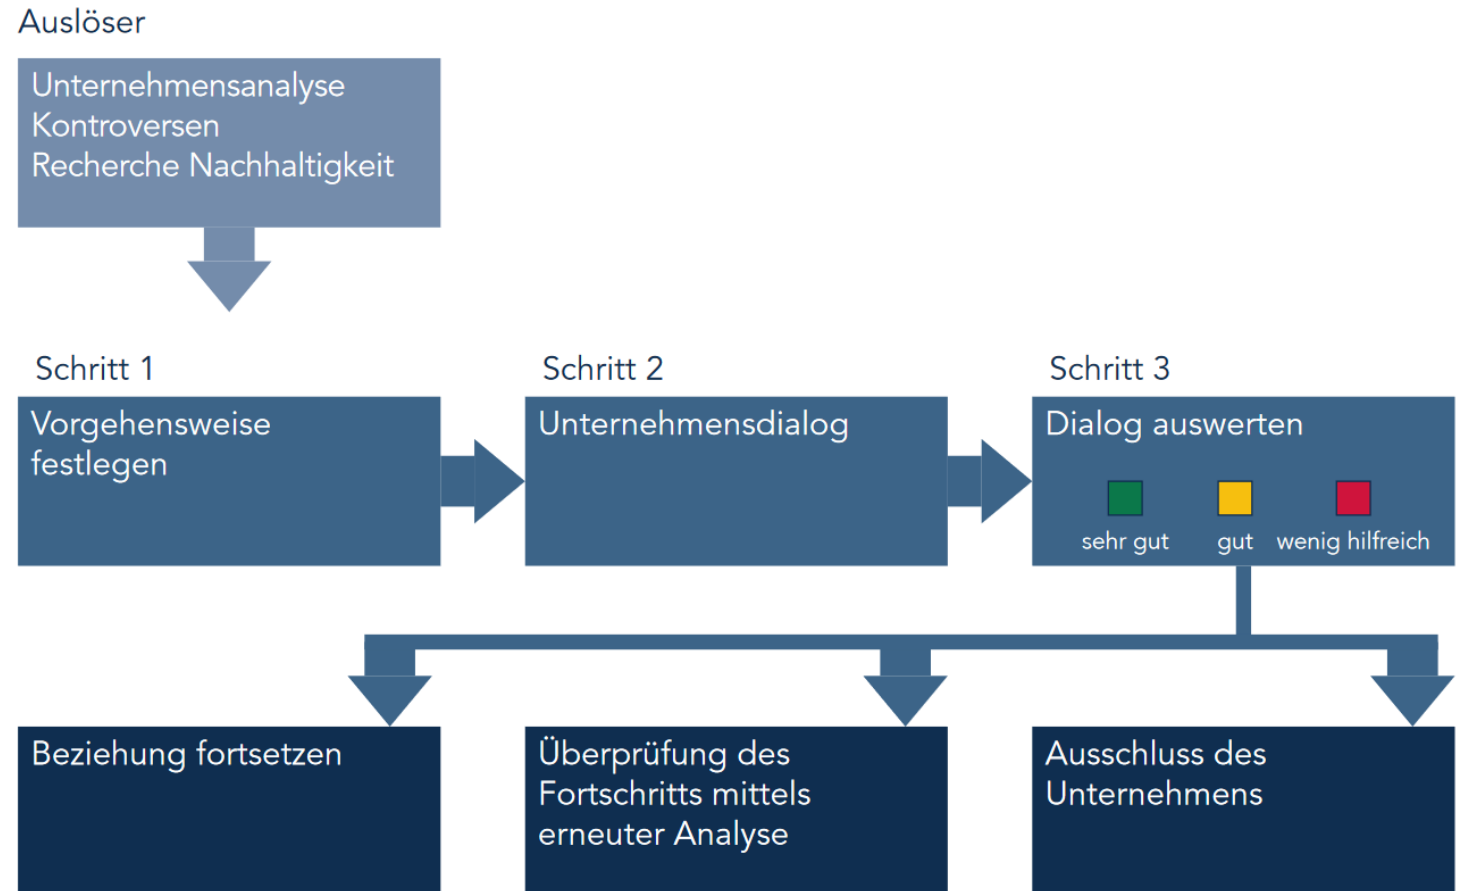 Auslöser
Unternehmensanalyse
Kontroversen
Recherche Nachhaltigkeit
Schritt 1
Vorgehensweise
festlegen
Schritt 2
Unternehmensdialog
Schritt 3
Dialog auswerten
sehr gut
gut
wenig hilfreich
Beziehung fortsetzen
Überprüfung des
Fortschritts mittels
erneuter Analyse
Ausschluss des
Unternehmens